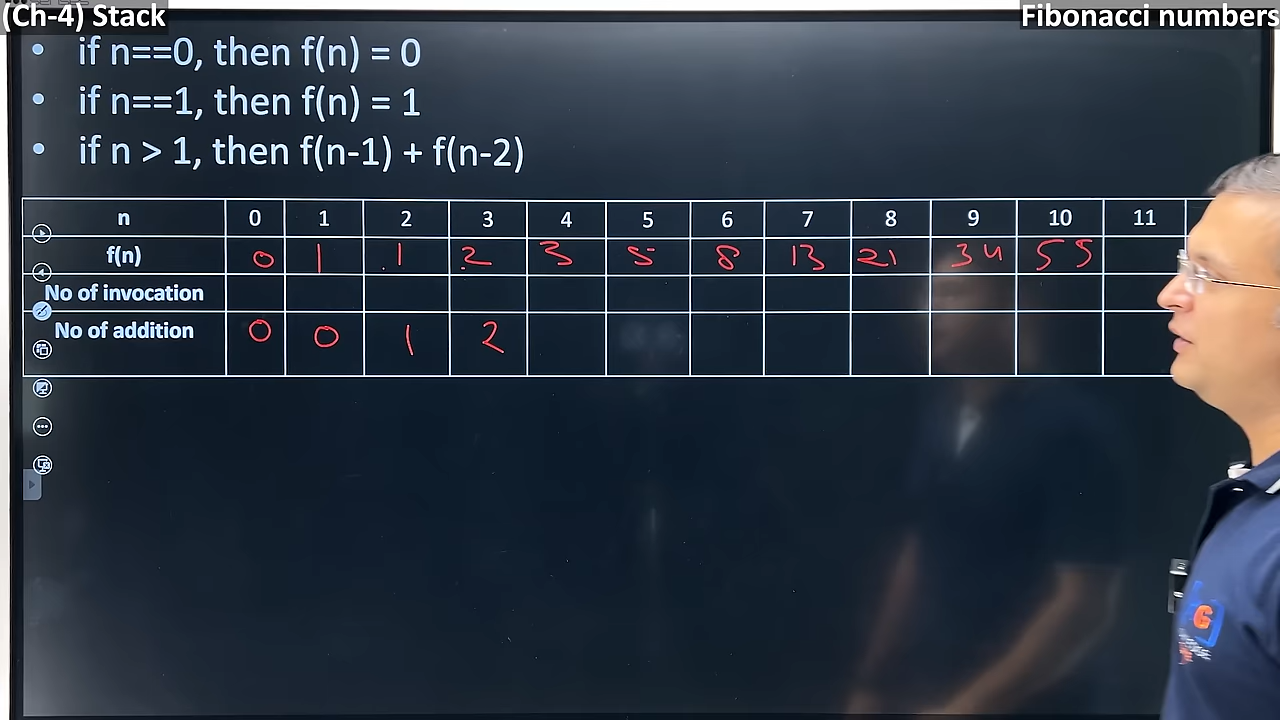 (Ch-4) Stack
Fibonacci numbers
• if n==0, then f(n) = 0
• if n==1, then f(n) = 1
• if n > 1, then f(n-1) + f(n-2)
n 0 1 2 3 4 5 6 7 8 9 10 11
f(n) 0 1 1 2 3 5 8 13 21 34 55
No of invocation
No of addition 0 0 1 2
G